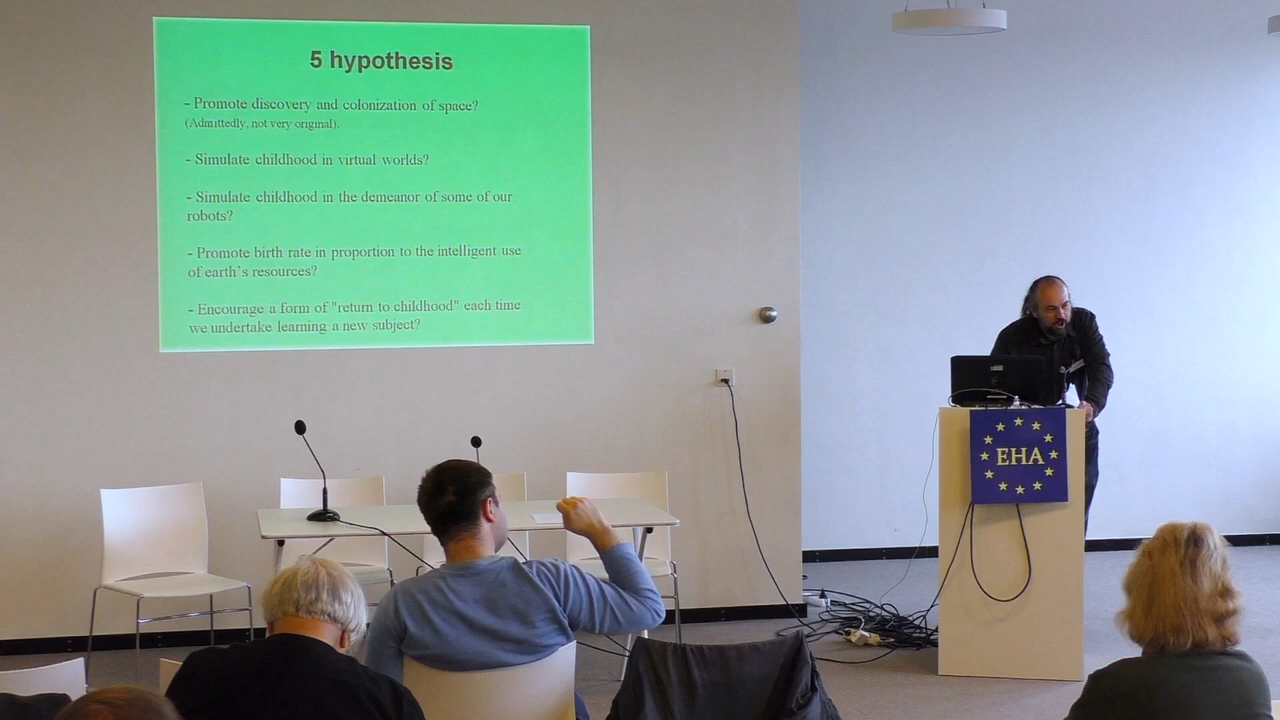 5 hypothesis
- Promote discovery and colonization of space?
(Admittedly, not very original).
- Simulate childhood in virtual worlds?
- Simulate childhood in the demeanor of some of our
robots?
- Promote birth rate in proportion to the intelligent use
of earth's resources?
- Encourage a form of "return to childhood" each time
we undertake learning a new subject?
EHA